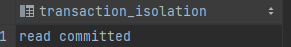 transaction_isolation
1 read committed